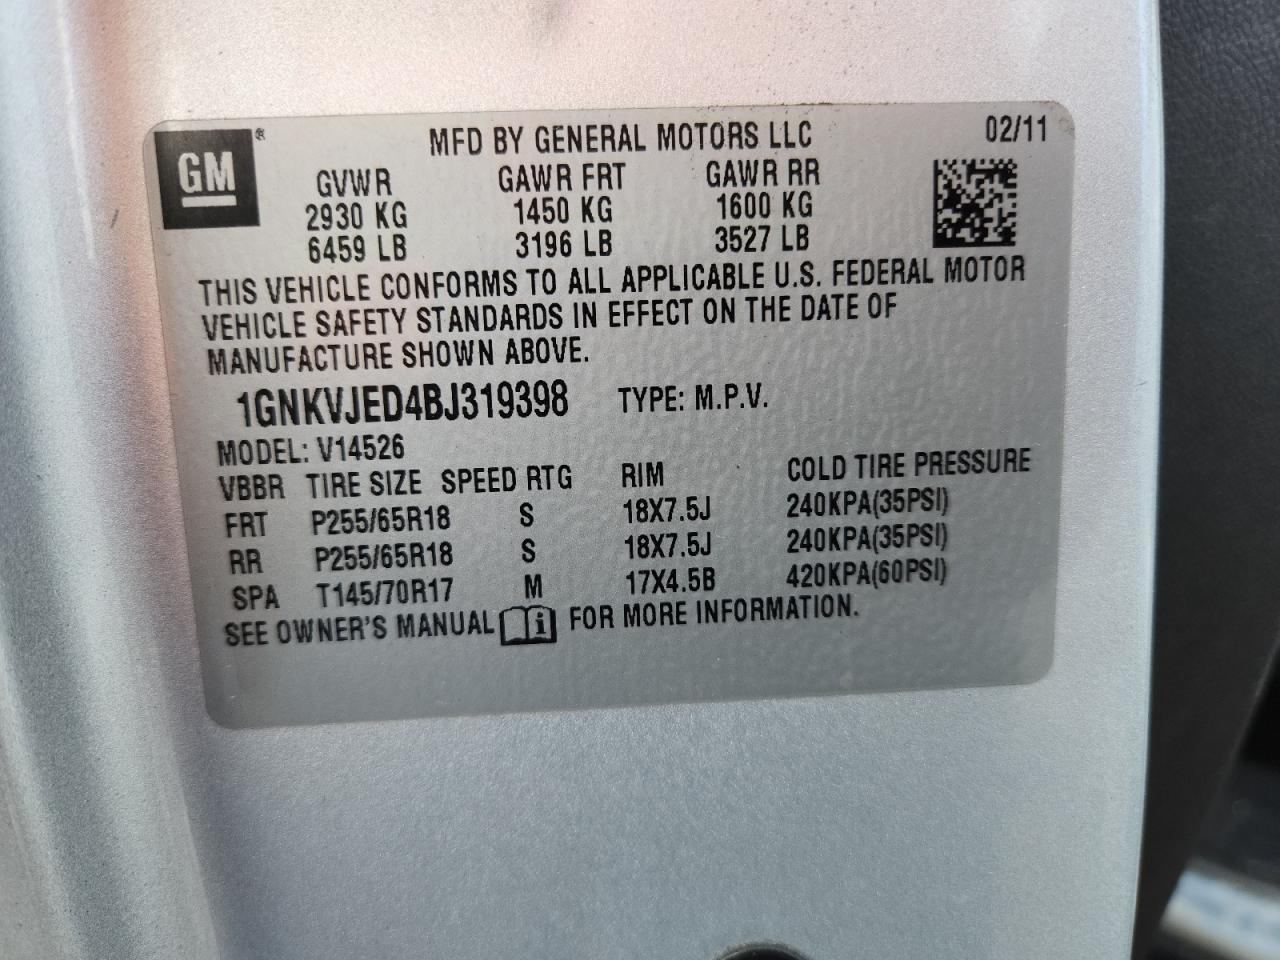 GM ®
MFD BY GENERAL MOTORS LLC 02/11
GVWR GAWR FRT GAWR RR
2930 KG 1450 KG 1600 KG
6459 LB 3196 LB 3527 LB
THIS VEHICLE CONFORMS TO ALL APPLICABLE U.S. FEDERAL MOTOR
VEHICLE SAFETY STANDARDS IN EFFECT ON THE DATE OF
MANUFACTURE SHOWN ABOVE.
1GNKVJED4BJ319398 TYPE: M.P.V.
MODEL: V14526
VBBR TIRE SIZE SPEED RTG RIM COLD TIRE PRESSURE
FRT P255/65R18 S 18X7.5J 240KPA(35PSI)
RR P255/65R18 S 18X7.5J 240KPA(35PSI)
SPA T145/70R17 M 17X4.5B 420KPA(60PSI)
SEE OWNER'S MANUAL i FOR MORE INFORMATION.